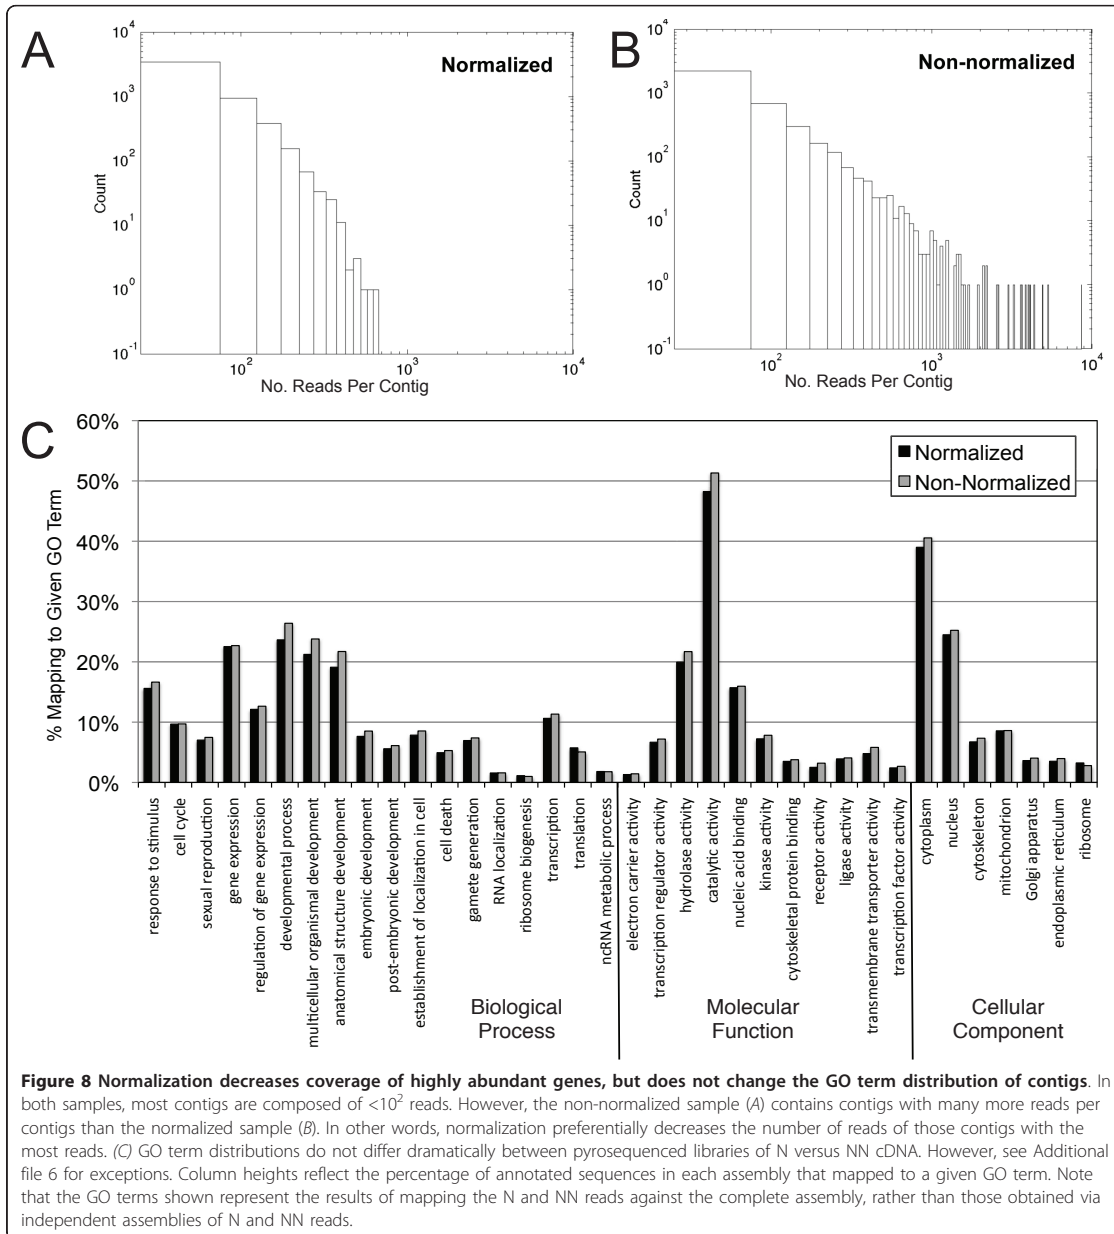 A
Normalized
10^4
10^3
10^2
10^1
10^0
10^-1
Count
10^2
10^3
10^4
No. Reads Per Contig
B
Non-normalized
10^4
10^3
10^2
10^1
10^0
10^-1
Count
10^2
10^3
10^4
No. Reads Per Contig
C
60%
50%
40%
30%
20%
10%
0%
% Mapping to Given GO Term
Normalized
Non-Normalized
response to stimulus
cell cycle
sexual reproduction
gene expression
regulation of gene expression
developmental process
multicellular organismal development
anatomical structure development
embryonic development
post-embryonic development
establishment of localization in cell
cell death
gamete generation
RNA localization
ribosome biogenesis
transcription
translation
ncRNA metabolic process
electron carrier activity
transcription regulator activity
hydrolase activity
catalytic activity
nucleic acid binding
kinase activity
cytoskeletal protein binding
receptor activity
ligase activity
transmembrane transporter activity
transcription factor activity
cytoplasm
nucleus
cytoskeleton
mitochondrion
Golgi apparatus
endoplasmic reticulum
ribosome
Biological
Process
Molecular
Function
Cellular
Component
Figure 8 Normalization decreases coverage of highly abundant genes, but does not change the GO term distribution of contigs. In
both samples, most contigs are composed of <10^2 reads. However, the non-normalized sample (A) contains contigs with many more reads per
contigs than the normalized sample (B). In other words, normalization preferentially decreases the number of reads of those contigs with the
most reads. (C) GO term distributions do not differ dramatically between pyrosequenced libraries of N versus NN cDNA. However, see Additional
file 6 for exceptions. Column heights reflect the percentage of annotated sequences in each assembly that mapped to a given GO term. Note
that the GO terms shown represent the results of mapping the N and NN reads against the complete assembly, rather than those obtained via
independent assemblies of N and NN reads.